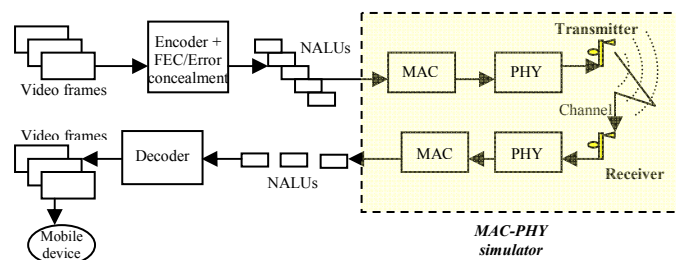 Transmitter
Encoder +
FEC/Error
concealment
NALUs
Video frames
MAC
PHY
Channel
Video frames
Decoder
NALUs
MAC
PHY
Receiver
Mobile
device
MAC-PHY
simulator